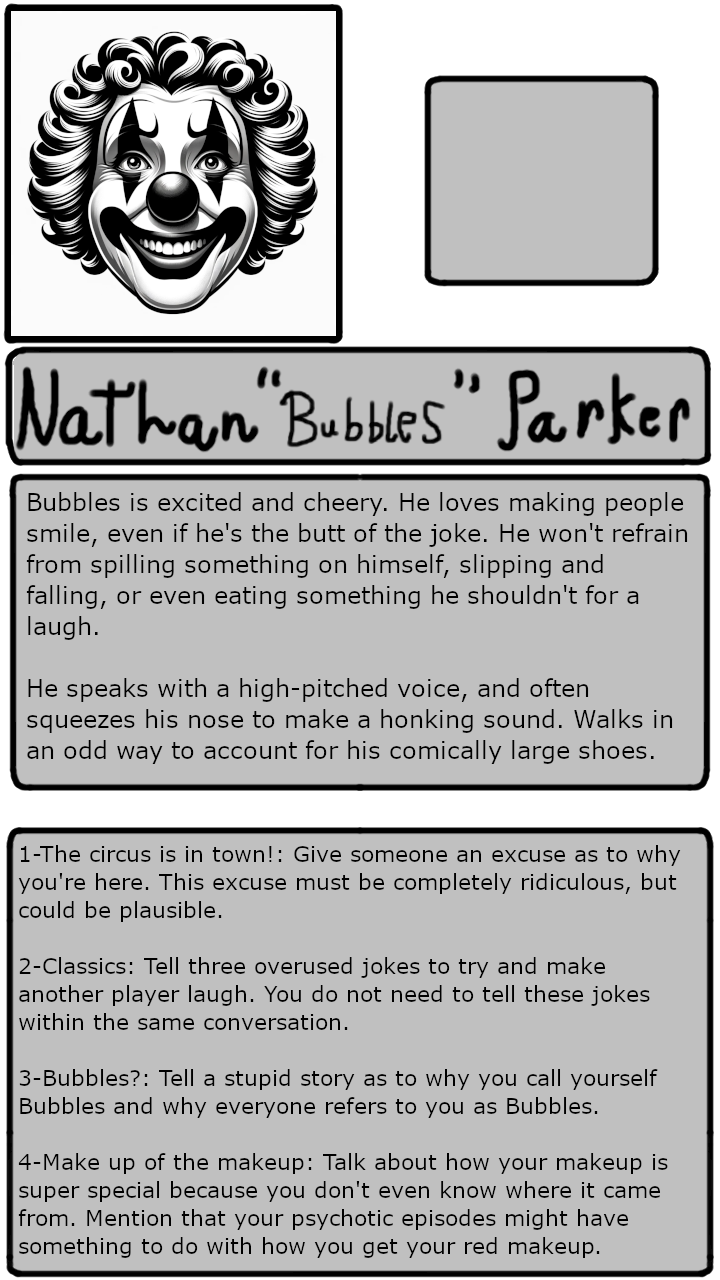 Nathan "Bubbles" Parker
Bubbles is excited and cheery. He loves making people
smile, even if he's the butt of the joke. He won't refrain
from spilling something on himself, slipping and
falling, or even eating something he shouldn't for a
laugh.
He speaks with a high-pitched voice, and often
squeezes his nose to make a honking sound. Walks in
an odd way to account for his comically large shoes.
1-The circus is in town!: Give someone an excuse as to why
you're here. This excuse must be completely ridiculous, but
could be plausible.
2-Classics: Tell three overused jokes to try and make
another player laugh. You do not need to tell these jokes
within the same conversation.
3-Bubbles?: Tell a stupid story as to why you call yourself
Bubbles and why everyone refers to you as Bubbles.
4-Make up of the makeup: Talk about how your makeup is
super special because you don't even know where it came
from. Mention that your psychotic episodes might have
something to do with how you get your red makeup.